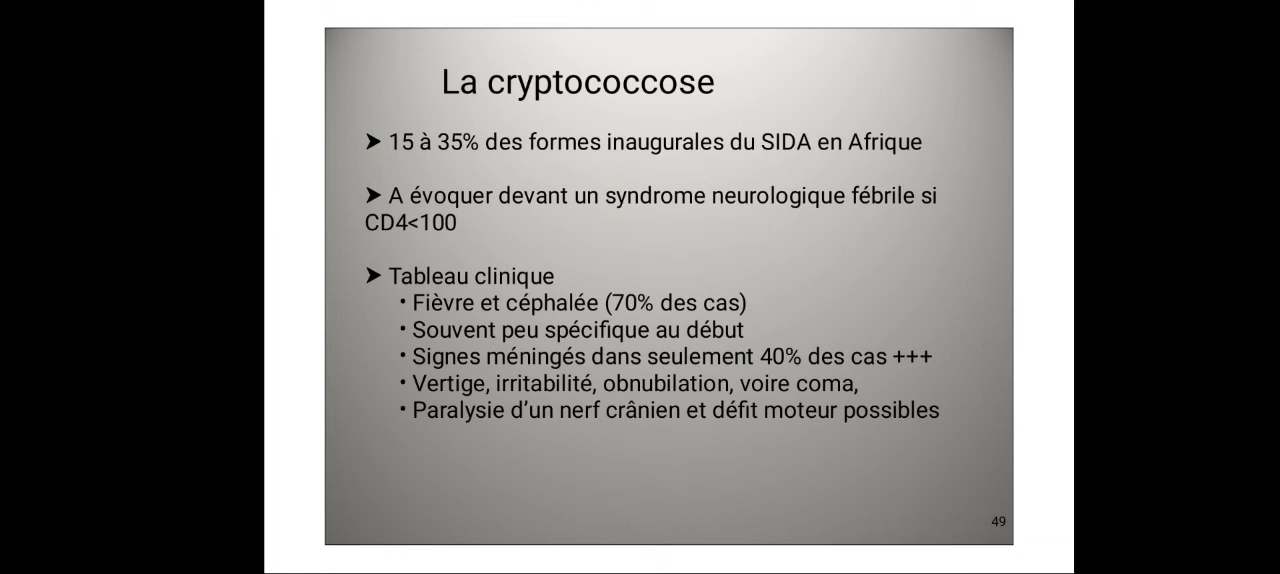 La cryptococcose
➤ 15 à 35% des formes inaugurales du SIDA en Afrique
➤ A évoquer devant un syndrome neurologique fébrile si
CD4<100
➤ Tableau clinique
• Fièvre et céphalée (70% des cas)
• Souvent peu spécifique au début
• Signes méningés dans seulement 40% des cas +++
• Vertige, irritabilité, obnubilation, voire coma,
• Paralysie d’un nerf crânien et défit moteur possibles
49